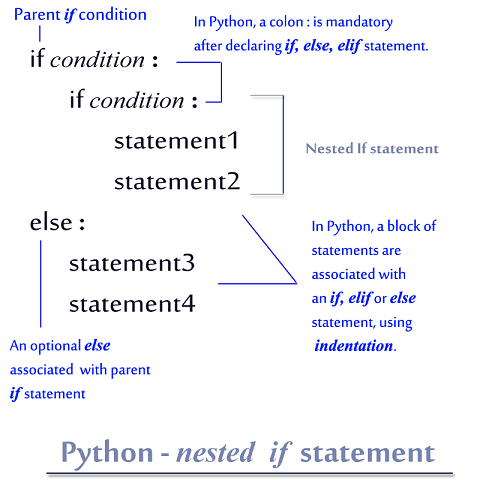 Parent if condition
In Python, a colon : is mandatory
after declaring if, else, elif statement.
if condition :
if condition :
statement1
Nested If statement
statement2
else :
In Python, a block of
statements are
associated with
an if, elif or else
statement, using
indentation.
statement3
statement4
An optional else
associated with parent
if statement
Python - nested if statement